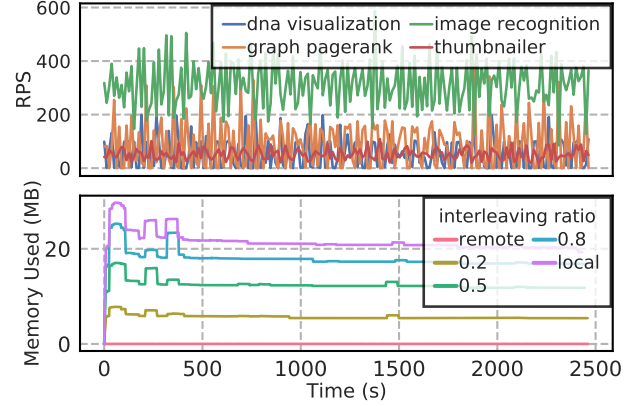 600
400
200
0
RPS
dna visualization image recognition
graph pagerank thumbnailer
20
0
Memory Used (MB)
interleaving ratio
remote 0.8
0.2 local
0.5
0 500 1000 1500 2000 2500
Time (s)